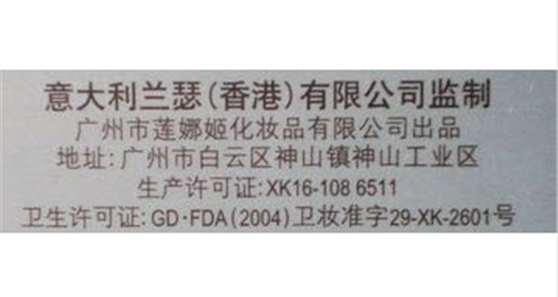 意大利兰瑟(香港)有限公司监制
广州市莲娜姬化妆品有限公司出品
地址:广州市白云区神山镇神山工业区
生产许可证:XK16-108 6511
卫生许可证:GD·FDA(2004)卫妆准字29-XK-2601号